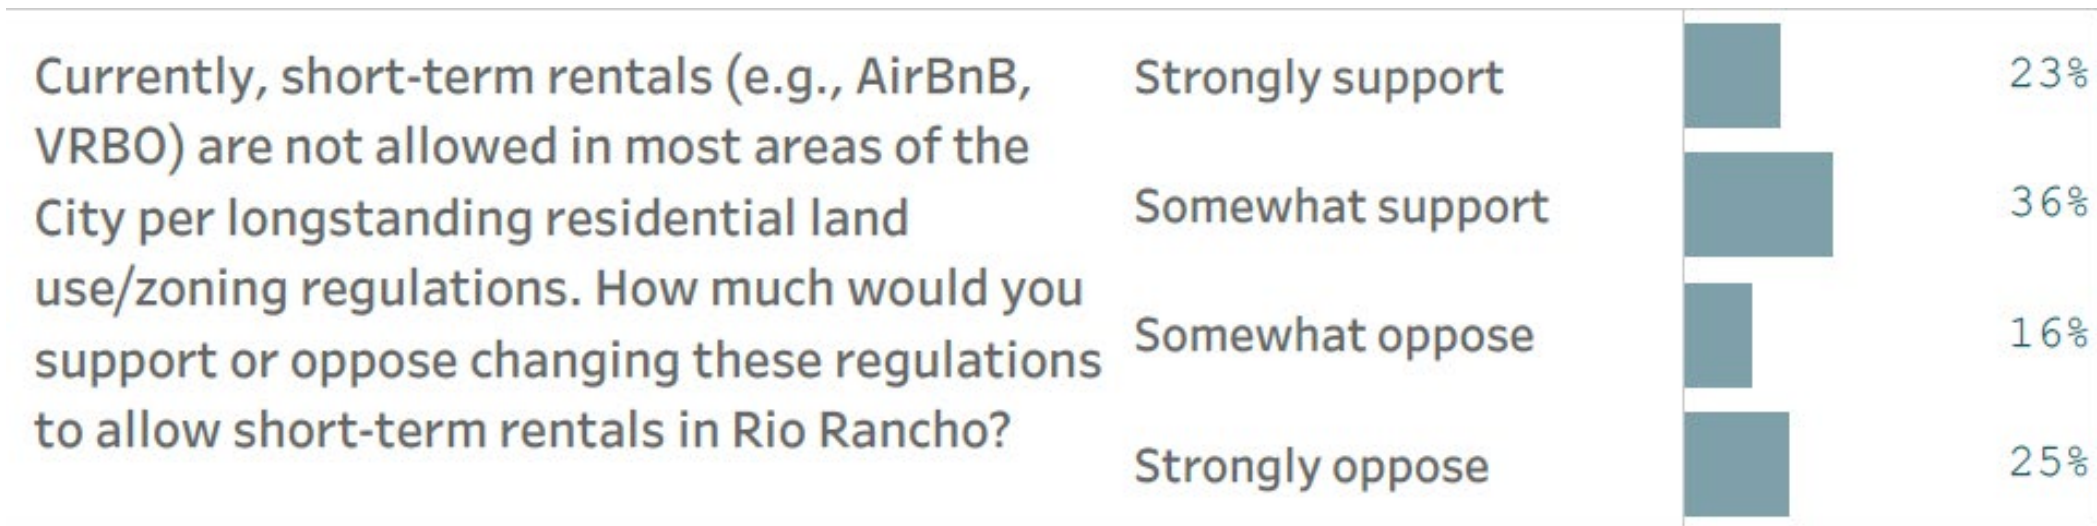 Currently, short-term rentals (e.g., AirBnB,
VRBO) are not allowed in most areas of the
City per longstanding residential land
use/zoning regulations. How much would you
support or oppose changing these regulations
to allow short-term rentals in Rio Rancho?
Strongly support 23%
Somewhat support 36%
Somewhat oppose 16%
Strongly oppose 25%